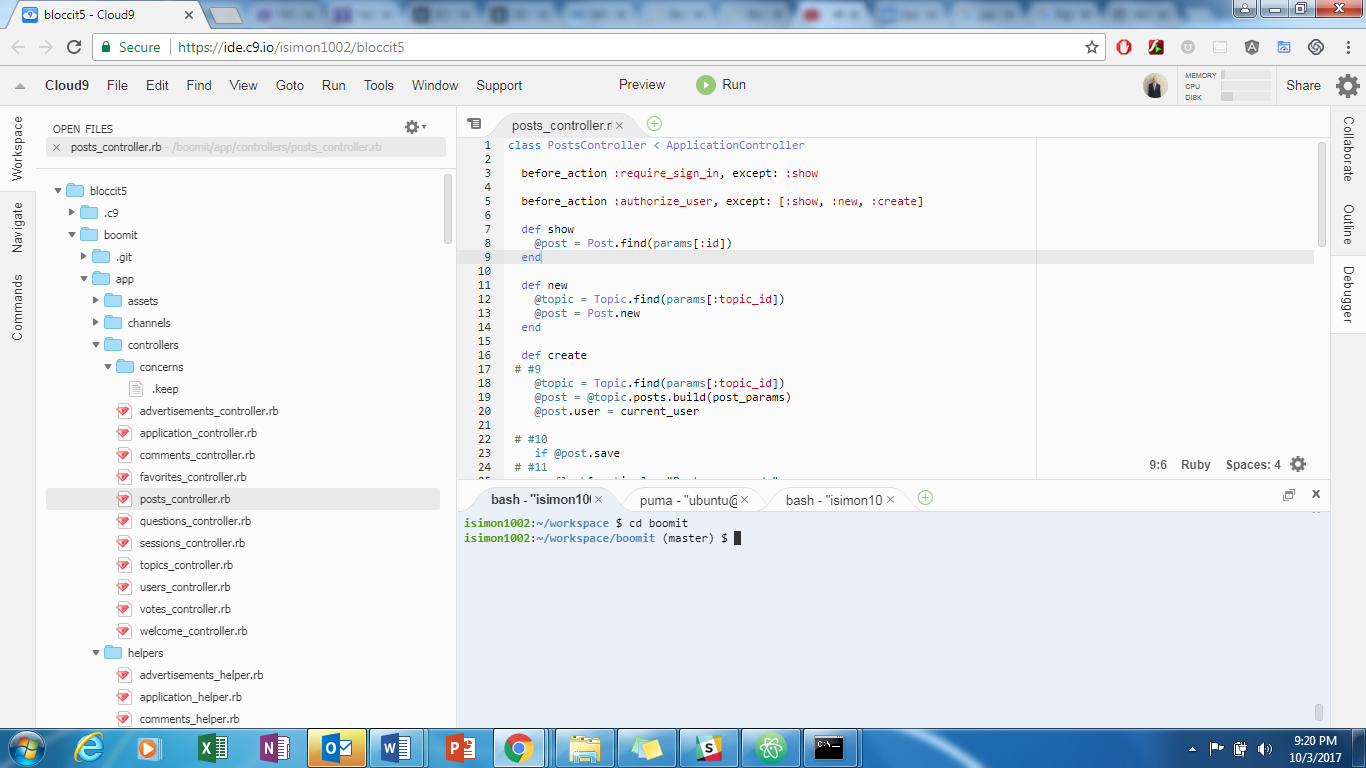 bloccit5 - Cloud9
Secure
https://ide.c9.io/isimon1002/bloccit5
Cloud9 File Edit Find View Goto Run Tools Window Support Preview Run
MEMORY
CPU
DISK
Share
Workspace
Navigate
Commands
OPEN FILES
posts_controller.rb - /boomit/app/controllers/posts_controller.rb
bloccit5
.c9
boomit
.git
app
assets
channels
controllers
concerns
.keep
advertisements_controller.rb
application_controller.rb
comments_controller.rb
favorites_controller.rb
posts_controller.rb
questions_controller.rb
sessions_controller.rb
topics_controller.rb
users_controller.rb
votes_controller.rb
welcome_controller.rb
helpers
advertisements_helper.rb
application_helper.rb
comments_helper.rb
posts_controller.r
1 class PostsController < ApplicationController
2
3 before_action :require_sign_in, except: :show
4
5 before_action :authorize_user, except: [:show, :new, :create]
6
7 def show
8 @post = Post.find(params[:id])
9 end
10
11 def new
12 @topic = Topic.find(params[:topic_id])
13 @post = Post.new
14 end
15
16 def create
17 # #9
18 @topic = Topic.find(params[:topic_id])
19 @post = @topic.posts.build(post_params)
20 @post.user = current_user
21
22 # #10
23 if @post.save
24 # #11
9:6 Ruby Spaces: 4
Collaborate
Outline
Debugger
bash - "isimon100
puma - "ubuntu@
bash - "isimon10
isimon1002:~/workspace $ cd boomit
isimon1002:~/workspace/boomit (master) $
9:20 PM
10/3/2017